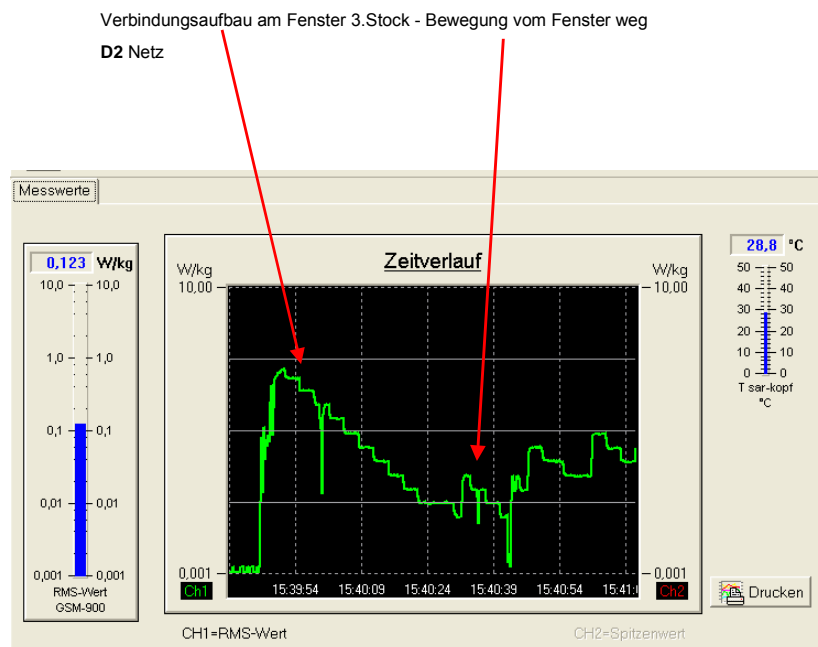 Verbindungsaufbau am Fenster 3.Stock - Bewegung vom Fenster weg
D2 Netz
Messwerte
0,123 W/kg
10,0 10,0
1,0 1,0
0,1 0,1
0,01 0,01
0,001 0,001
RMS-Wert
GSM-900
Zeitverlauf
W/kg W/kg
10,00 10,00
0,001 0,001
Ch1 15:39:54 15:40:09 15:40:24 15:40:39 15:40:54 15:41: Ch2
CH1=RMS-Wert CH2=Spitzenwert
28,8 °C
50 50
40 40
30 30
20 20
10 10
0 0
T sar-kopf
°C
Drucken